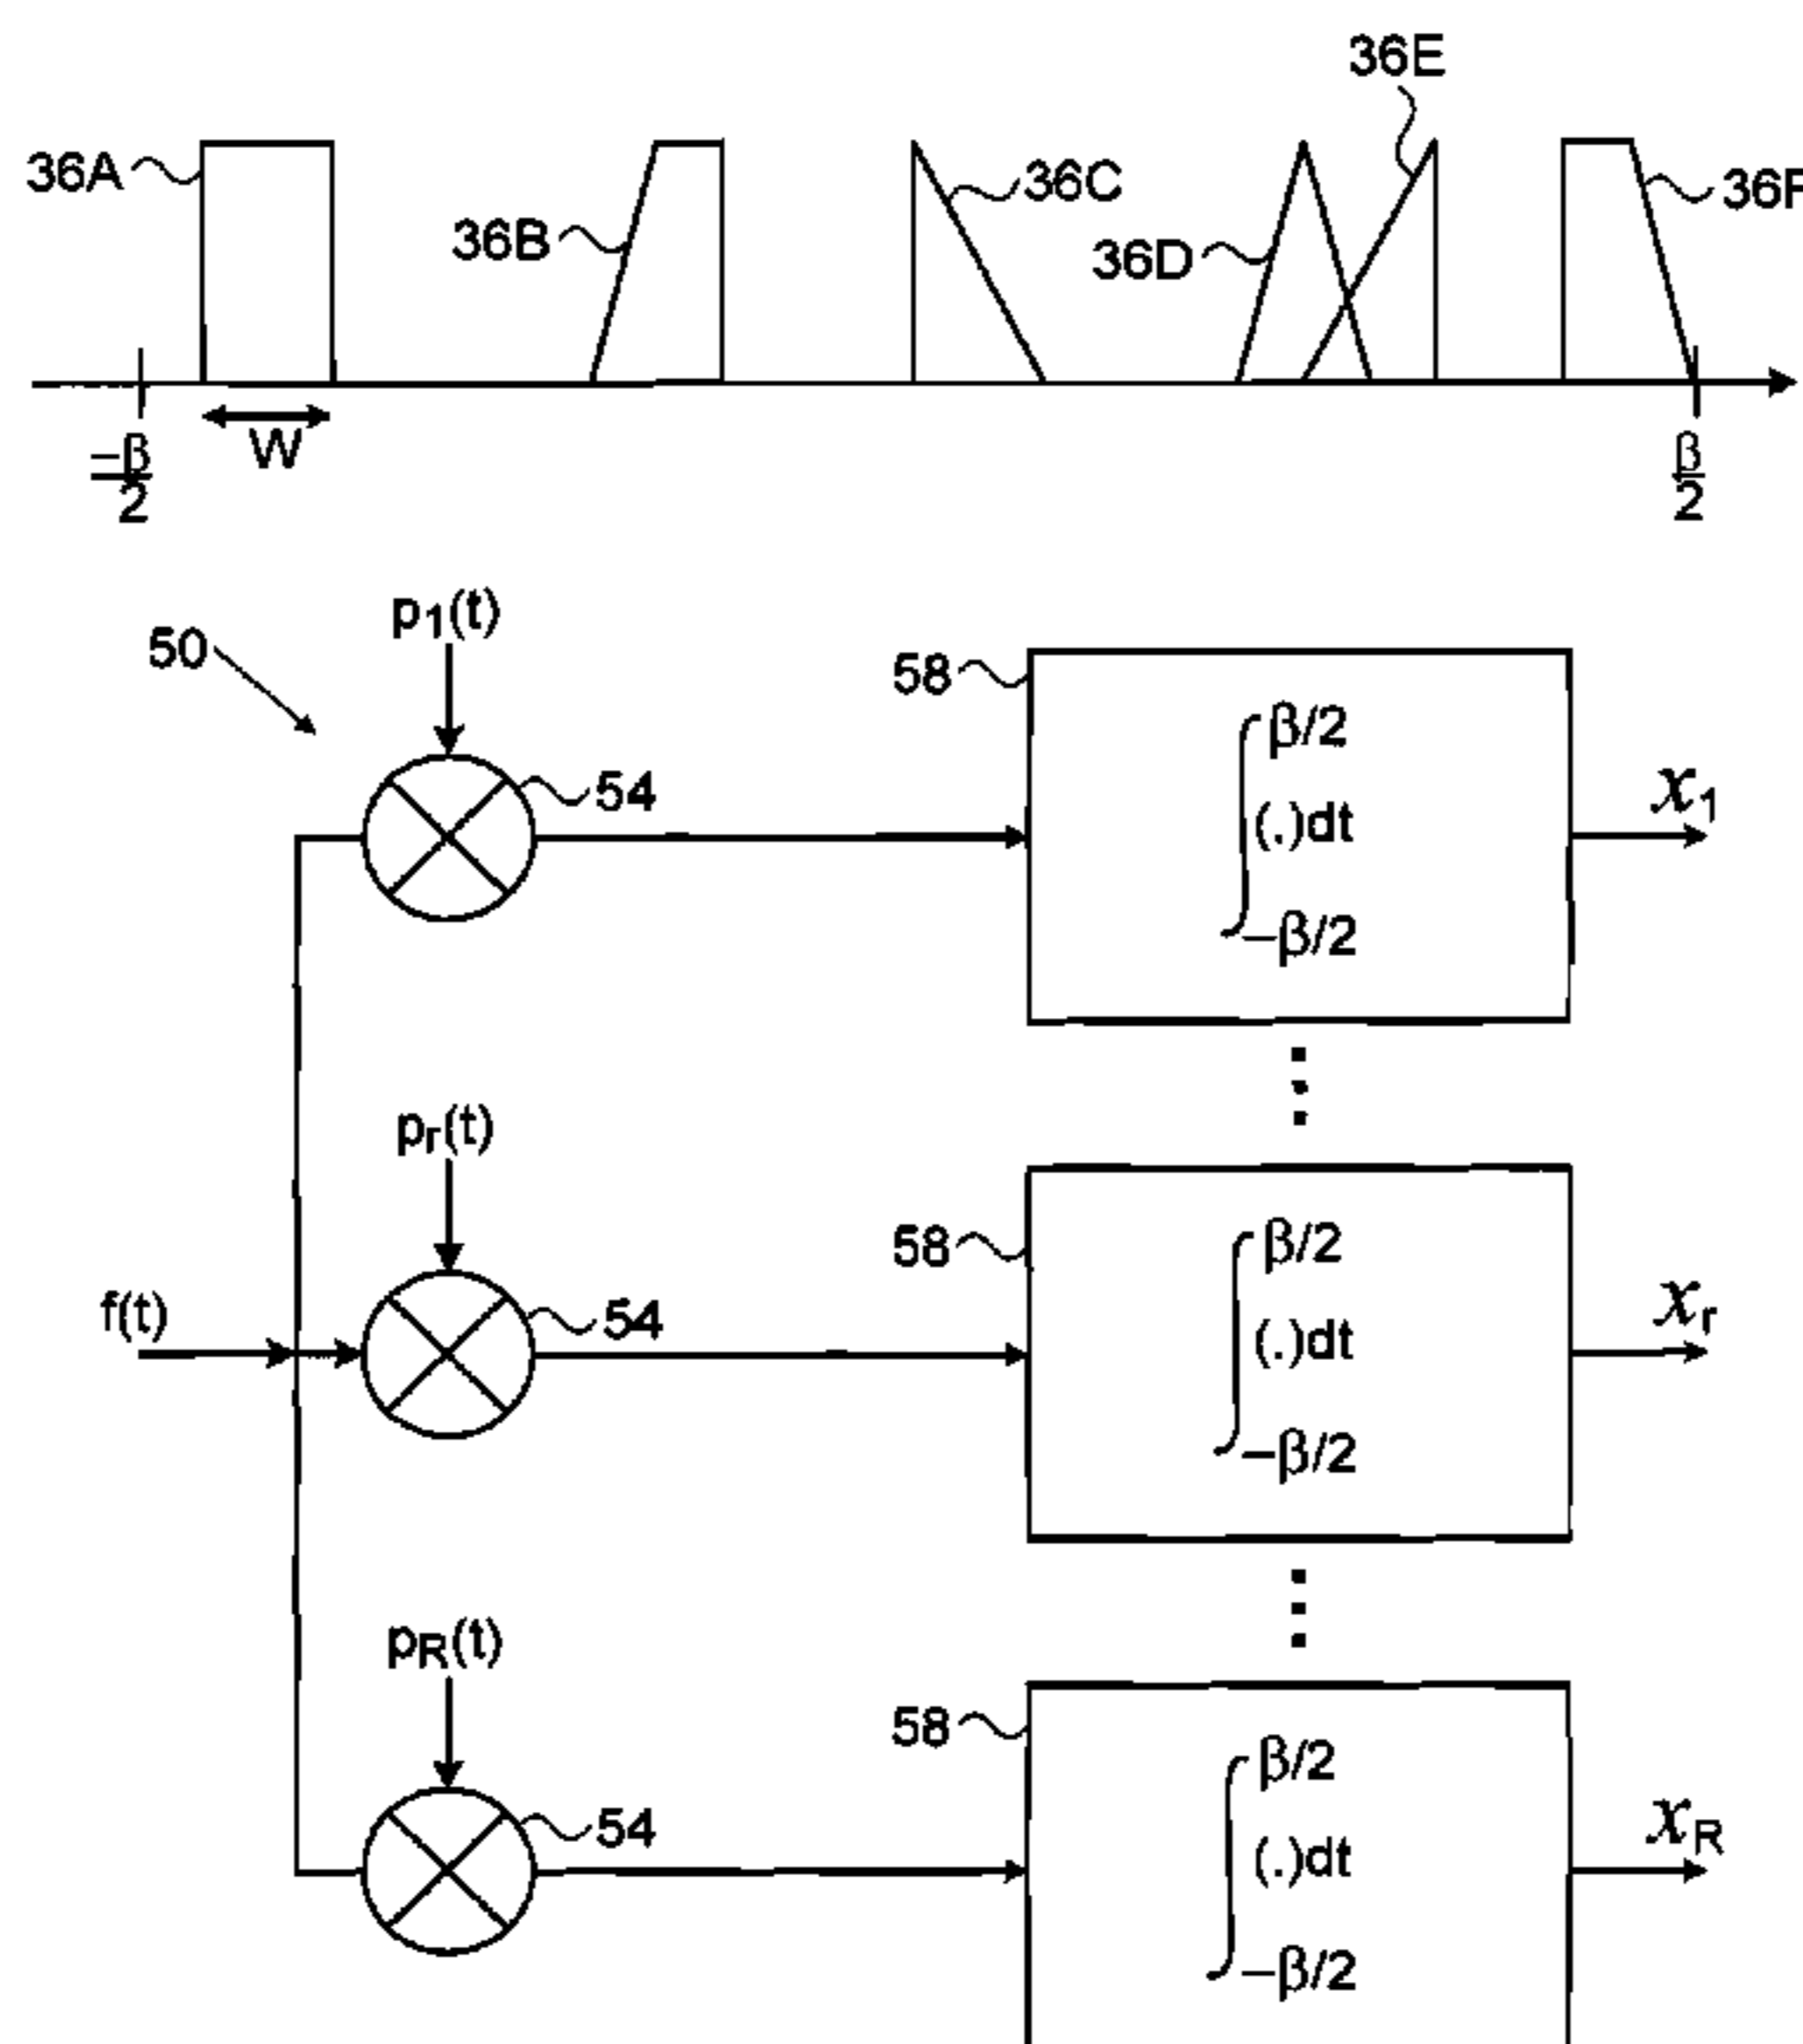 36E
36A
36C
36F
36B
36D
W
–β
2
β
2
p1(t)
50
58
β/2
54
(.)dt
x1
–β/2
pr(t)
58
β/2
f(t)
54
(.)dt
xr
–β/2
pR(t)
58
β/2
54
(.)dt
xR
–β/2